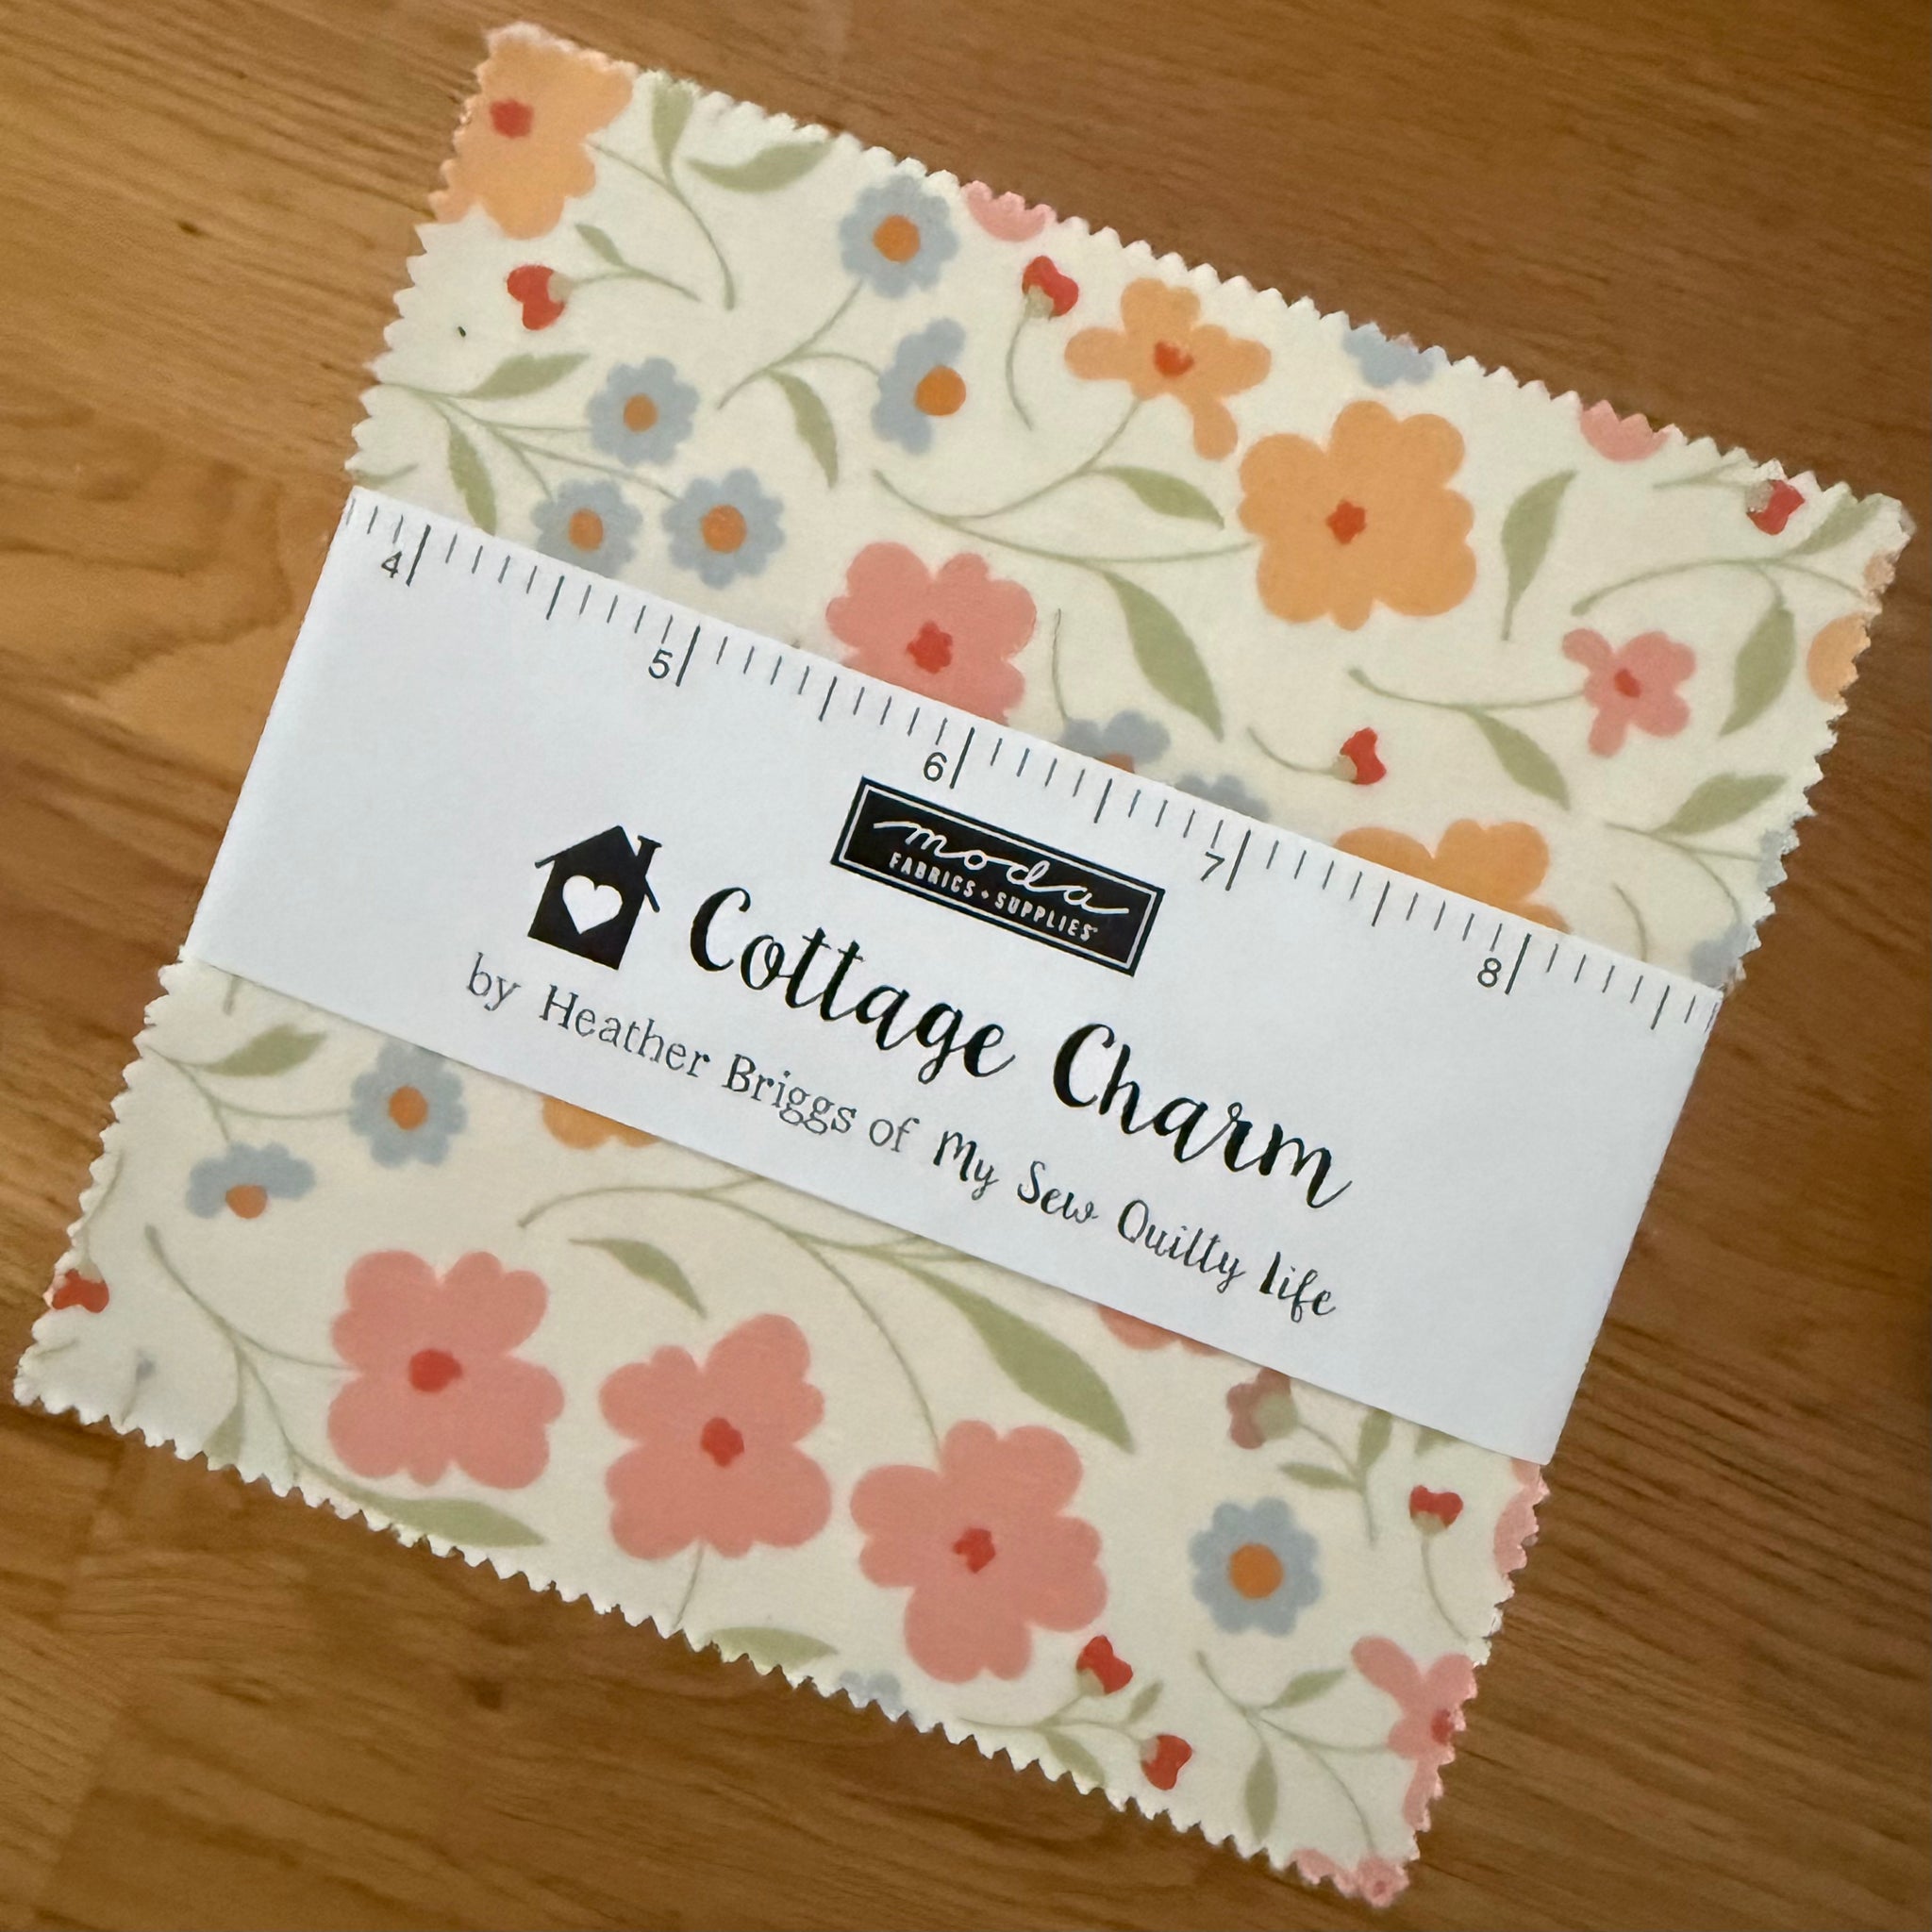 4 5 6 7 8
moda
FABRICS + SUPPLIES®
Cottage Charm
by Heather Briggs of My Sew Quilty Life